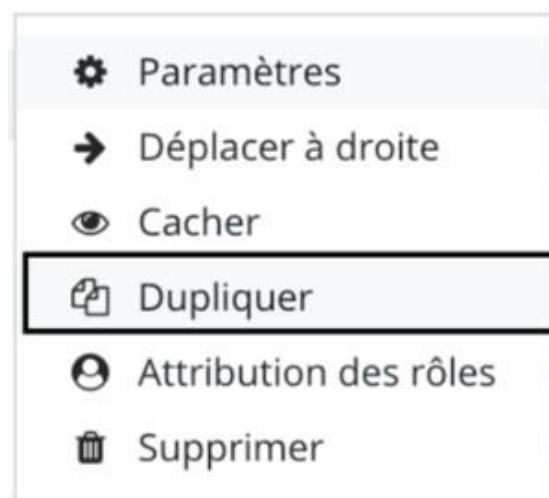 Paramètres
Déplacer à droite
Cacher
Dupliquer
Attribution des rôles
Supprimer